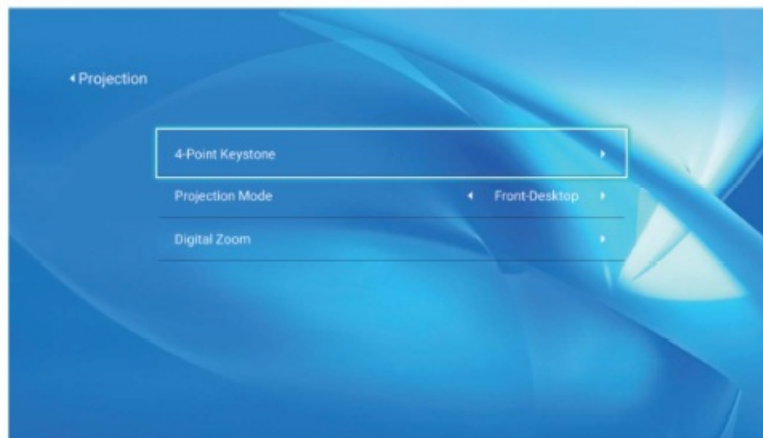 Projection
4-Point Keystone
Projection Mode Front-Desktop
Digital Zoom